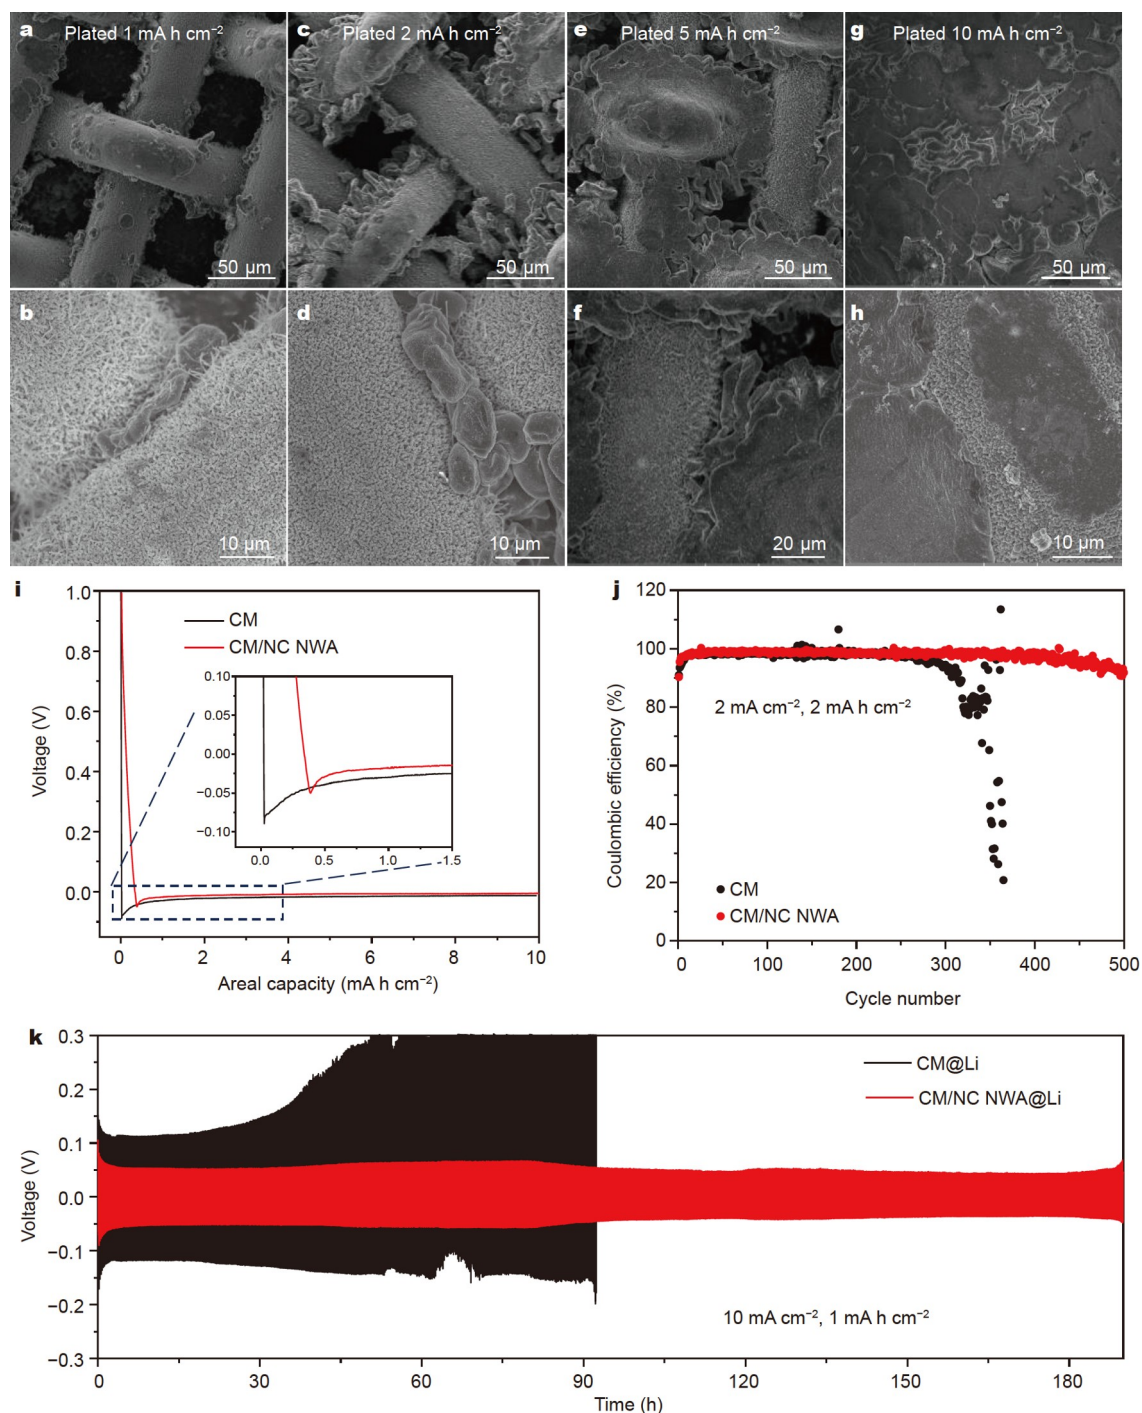 a Plated 1 mA h cm⁻²
c Plated 2 mA h cm⁻²
e Plated 5 mA h cm⁻²
g Plated 10 mA h cm⁻²
50 µm
50 µm
50 µm
50 µm
b
d
f
h
10 µm
10 µm
20 µm
10 µm
i
1.0
0.8
0.6
0.4
0.2
0.0
Voltage (V)
CM
CM/NC NWA
0.10
0.05
0.00
−0.05
−0.10
0.0 0.5 1.0 1.5
0 2 4 6 8 10
Areal capacity (mA h cm⁻²)
j
120
100
80
60
40
20
0
Coulombic efficiency (%)
2 mA cm⁻², 2 mA h cm⁻²
CM
CM/NC NWA
0 100 200 300 400 500
Cycle number
k
0.3
0.2
0.1
0.0
−0.1
−0.2
−0.3
Voltage (V)
CM@Li
CM/NC NWA@Li
10 mA cm⁻², 1 mA h cm⁻²
0 30 60 90 120 150 180
Time (h)